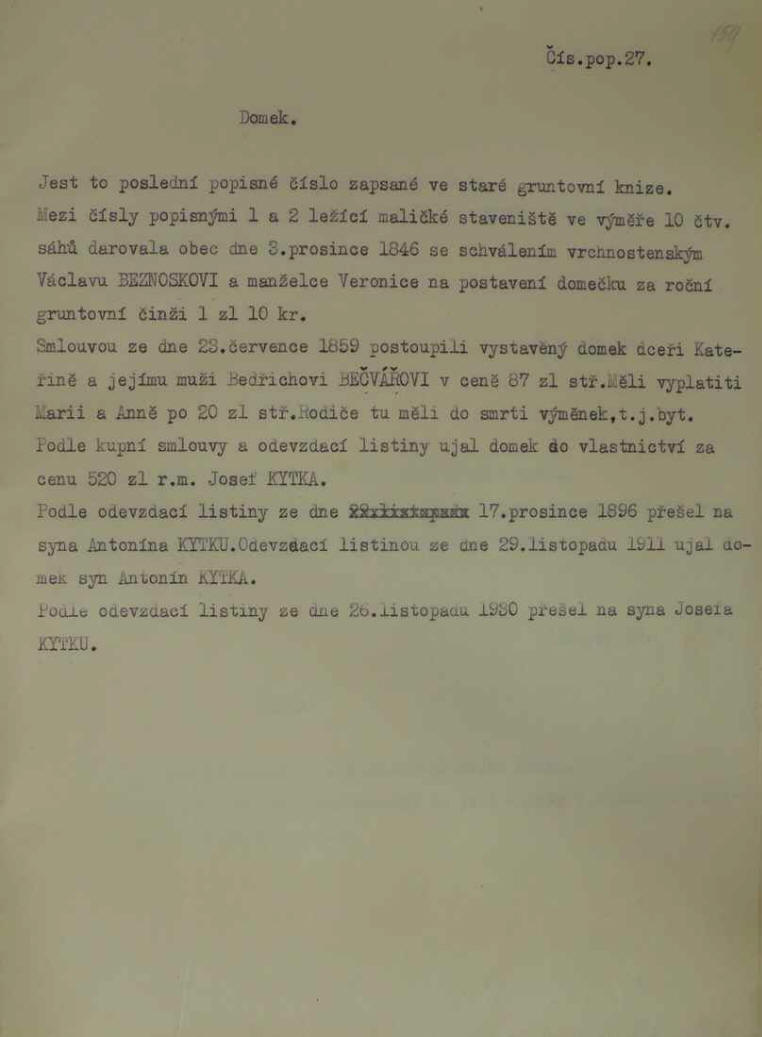 159
Čís.pop.27.
Domek.
Jest to poslední popisné číslo zapsané ve staré gruntovní knize.
Mezi čísly popisnými 1 a 2 ležící maličké staveniště ve výměře 10 čtv.
sáhů darovala obec dne 3.prosince 1846 se schválením vrchnostenským
Václavu BEZNOSKOVI a manželce Veronice na postavení domečku za roční
gruntovní činži 1 zl 10 kr.
Smlouvou ze dne 23.července 1859 postoupili vystavěný domek dceři Kate-
řině a jejímu muži Bedřichovi BEČVÁŘOVI v ceně 87 zl stř.Měli vyplatiti
Marii a Anně po 20 zl stř.Rodiče tu měli do smrti výměnek,t.j.byt.
Podle kupní smlouvy a odevzdací listiny ujal domek do vlastnictví za
cenu 520 zl r.m. Josef KYTKA.
Podle odevzdací listiny ze dne 17.prosince 1896 přešel na
syna Antonína KYTKU.Odevzdací listinou ze dne 29.listopadu 1911 ujal do-
mek syn Antonín KYTKA.
Podle odevzdací listiny ze dne 26.listopadu 1930 přešel na syna Josefa
KYTKU.